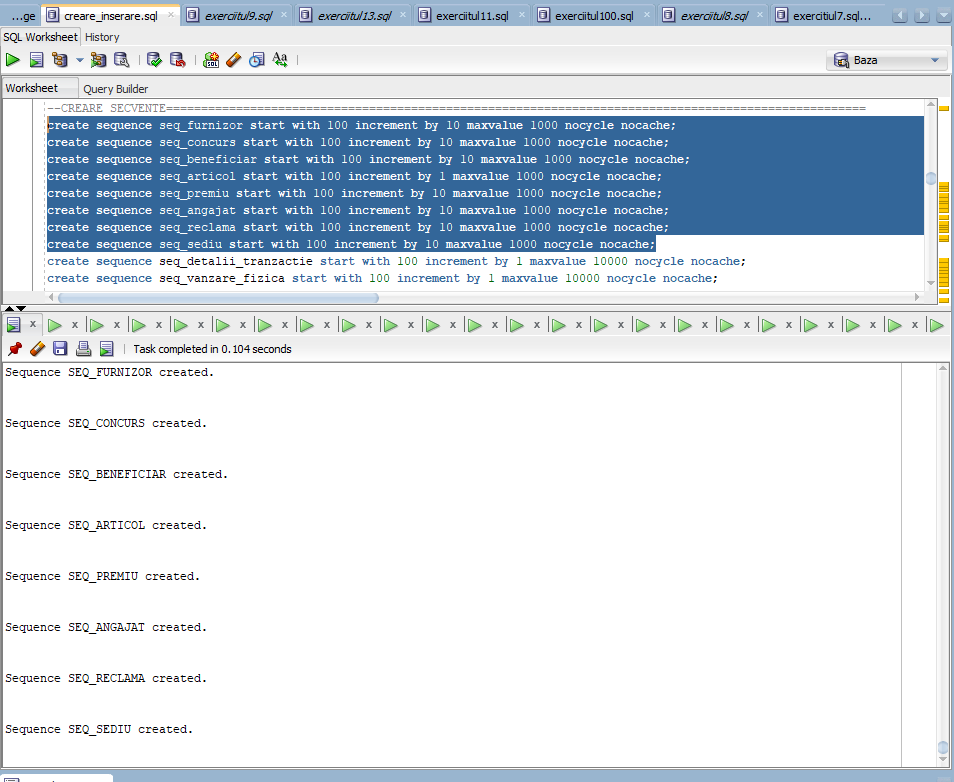 ...ge creare_inserare.sql exerciitul9.sql exerciitul13.sql exerciitul11.sql exerciitul100.sql exerciitul8.sql exercitiul7.sql...
SQL Worksheet History
Aa Baza
Worksheet Query Builder
--CREARE SECVENTE====================================================================================================
create sequence seq_furnizor start with 100 increment by 10 maxvalue 1000 nocycle nocache;
create sequence seq_concurs start with 100 increment by 10 maxvalue 1000 nocycle nocache;
create sequence seq_beneficiar start with 100 increment by 10 maxvalue 1000 nocycle nocache;
create sequence seq_articol start with 100 increment by 1 maxvalue 1000 nocycle nocache;
create sequence seq_premiu start with 100 increment by 10 maxvalue 1000 nocycle nocache;
create sequence seq_angajat start with 100 increment by 10 maxvalue 1000 nocycle nocache;
create sequence seq_reclama start with 100 increment by 10 maxvalue 1000 nocycle nocache;
create sequence seq_sediu start with 100 increment by 10 maxvalue 1000 nocycle nocache;
create sequence seq_detalii_tranzactie start with 100 increment by 1 maxvalue 10000 nocycle nocache;
create sequence seq_vanzare_fizica start with 100 increment by 1 maxvalue 10000 nocycle nocache;
Task completed in 0.104 seconds
Sequence SEQ_FURNIZOR created.
Sequence SEQ_CONCURS created.
Sequence SEQ_BENEFICIAR created.
Sequence SEQ_ARTICOL created.
Sequence SEQ_PREMIU created.
Sequence SEQ_ANGAJAT created.
Sequence SEQ_RECLAMA created.
Sequence SEQ_SEDIU created.